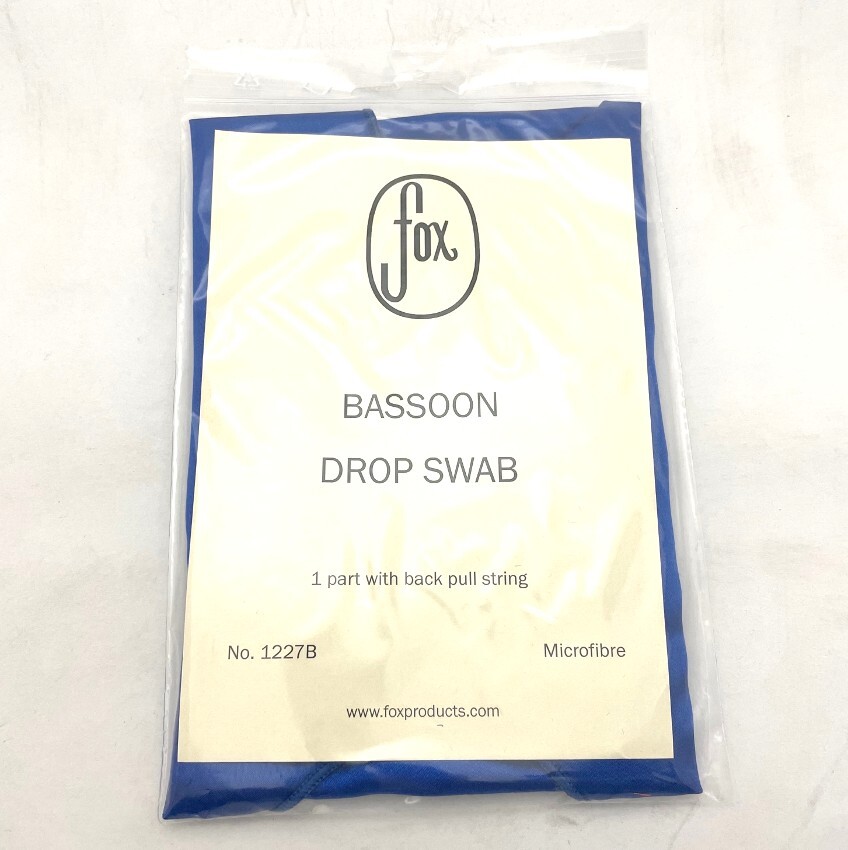 fox
BASSOON
DROP SWAB
1 part with back pull string
No. 1227B Microfibre
www.foxproducts.com